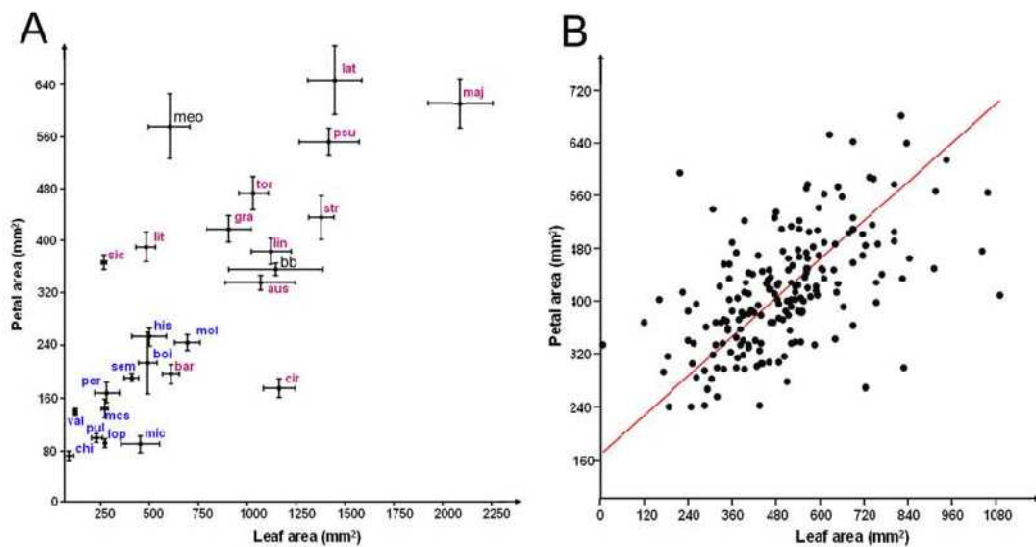 A
B
Petal area (mm²)
640
560
480
400
320
240
160
80
0
lat
maj
meo
psu
tor
str
gra
lit
lin
sic
bb
aus
his
mol
boi
bar
sem
cir
per
mcs
val
pul
fop
mic
chi
250 500 750 1000 1250 1500 1750 2000 2250
Leaf area (mm²)
Petal area (mm²)
720
640
560
480
400
320
240
160
0 120 240 360 480 600 720 840 960 1080
Leaf area (mm²)